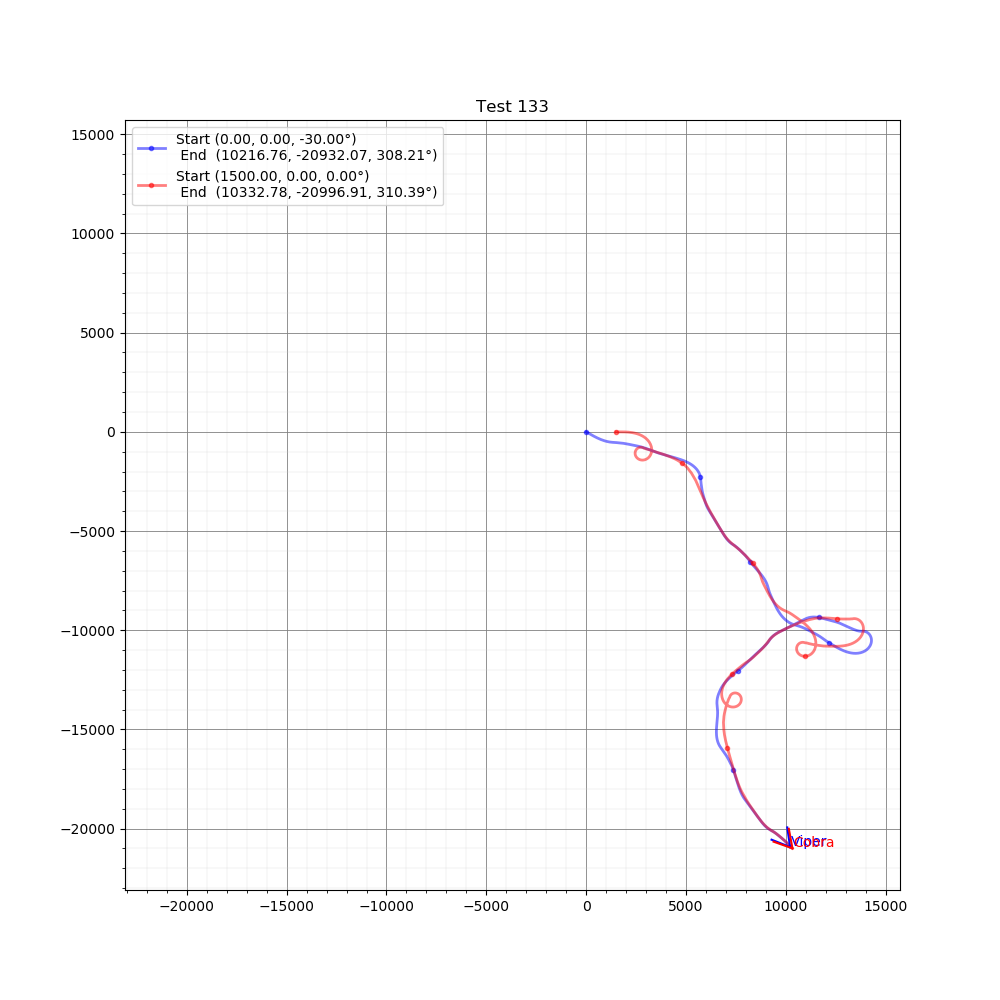 Test 133
Start (0.00, 0.00, -30.00°)
End (10216.76, -20932.07, 308.21°)
Start (1500.00, 0.00, 0.00°)
End (10332.78, -20996.91, 310.39°)
15000
10000
5000
0
−5000
−10000
−15000
−20000
Viper
Cobra
−20000 −15000 −10000 −5000 0 5000 10000 15000